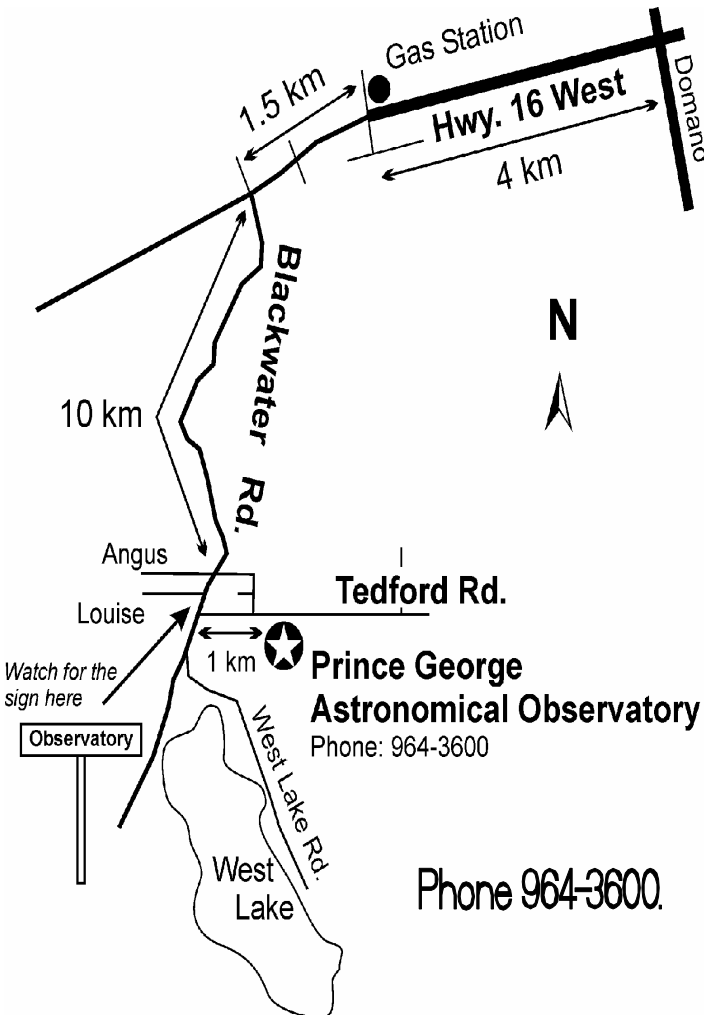 Gas Station
1.5 km
Hwy. 16 West
Domano
4 km
Blackwater Rd.
N
10 km
Angus
Tedford Rd.
Louise
1 km
Watch for the
sign here
Prince George
Astronomical Observatory
Phone: 964-3600
Observatory
West Lake Rd.
West
Lake
Phone 964-3600.